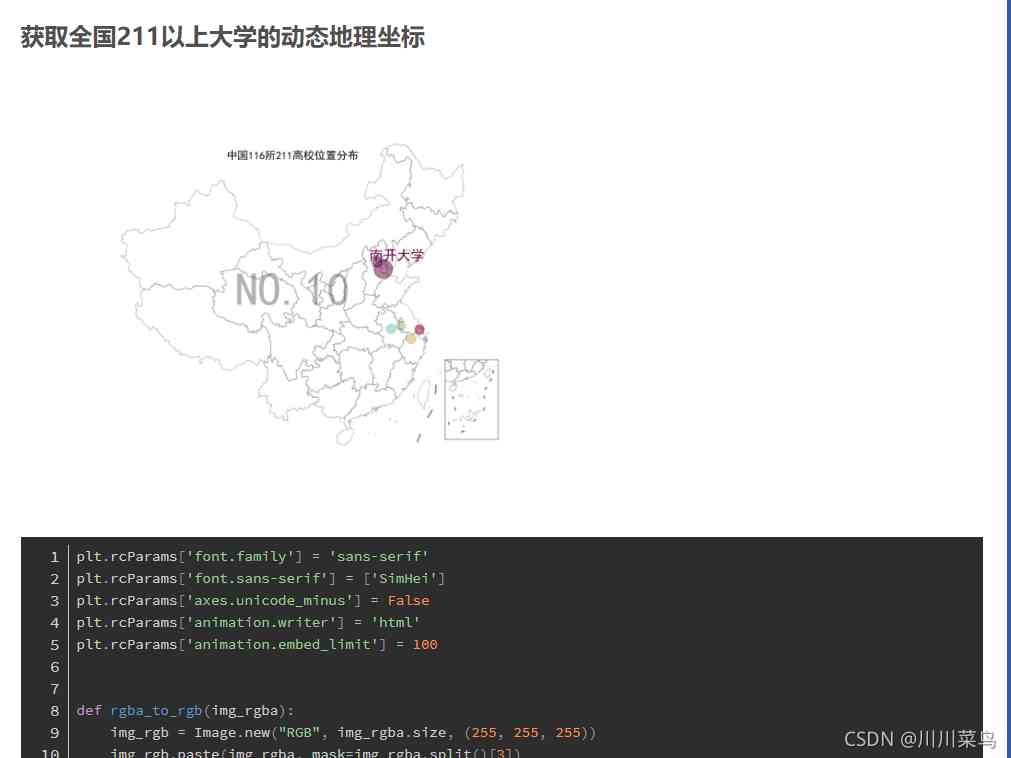 获取全国211以上大学的动态地理坐标
中国116所211高校位置分布
南开大学
NO. 10
1 plt.rcParams['font.family'] = 'sans-serif'
2 plt.rcParams['font.sans-serif'] = ['SimHei']
3 plt.rcParams['axes.unicode_minus'] = False
4 plt.rcParams['animation.writer'] = 'html'
5 plt.rcParams['animation.embed_limit'] = 100
6
7
8 def rgba_to_rgb(img_rgba):
9     img_rgb = Image.new("RGB", img_rgba.size, (255, 255, 255))
10     img_rgb.paste(img_rgba, mask=img_rgba.split()[3])
CSDN @川川菜鸟